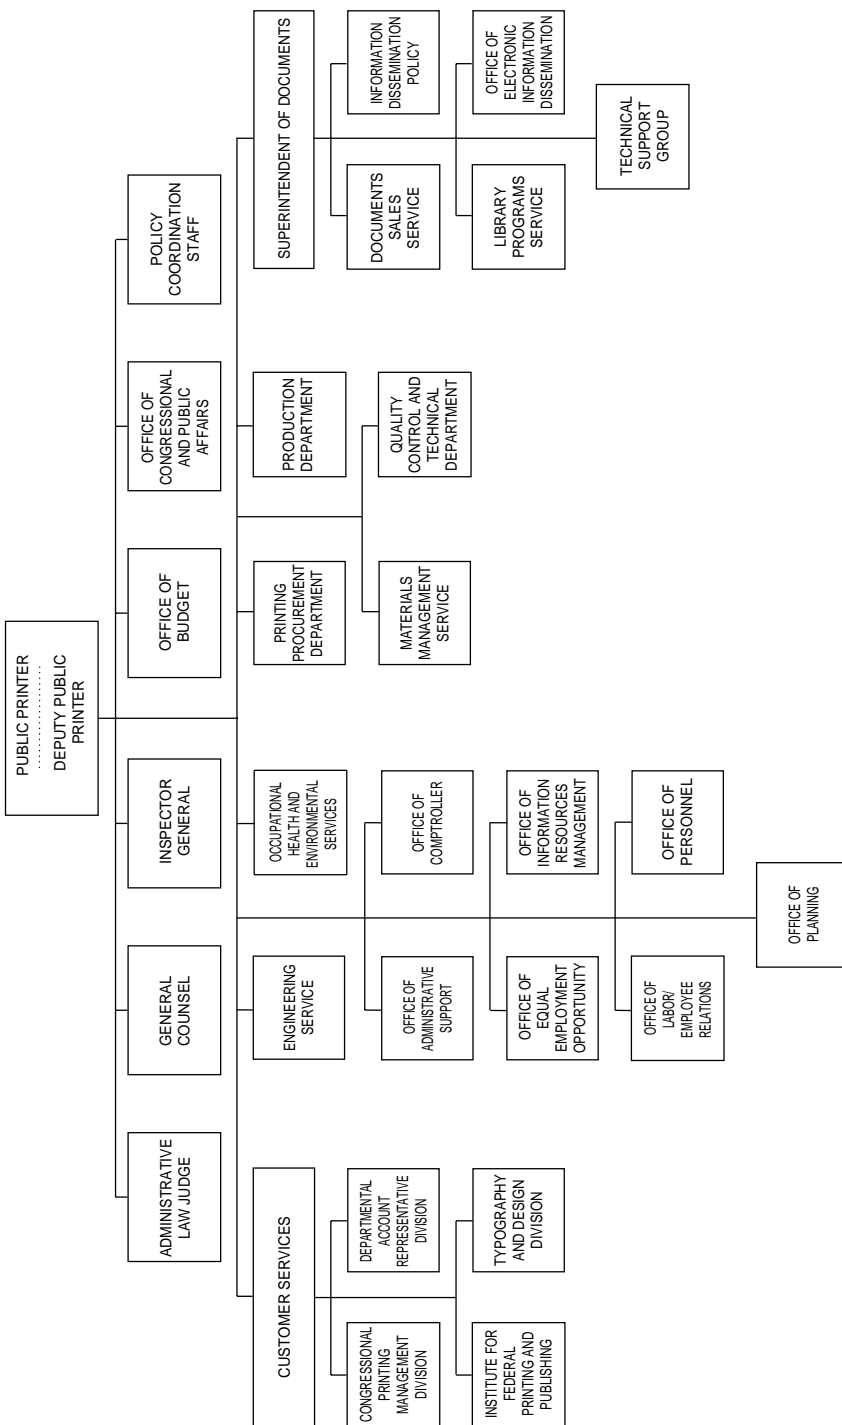 PUBLIC PRINTER
...................
DEPUTY PUBLIC
PRINTER
ADMINISTRATIVE
LAW JUDGE
GENERAL
COUNSEL
INSPECTOR
GENERAL
OFFICE OF
BUDGET
OFFICE OF
CONGRESSIONAL
AND PUBLIC
AFFAIRS
POLICY
COORDINATION
STAFF
CUSTOMER SERVICES
CONGRESSIONAL
PRINTING
MANAGEMENT
DIVISION
DEPARTMENTAL
ACCOUNT
REPRESENTATIVE
DIVISION
INSTITUTE FOR
FEDERAL
PRINTING AND
PUBLISHING
TYPOGRAPHY
AND DESIGN
DIVISION
ENGINEERING
SERVICE
OCCUPATIONAL
HEALTH AND
ENVIRONMENTAL
SERVICES
OFFICE OF
ADMINISTRATIVE
SUPPORT
OFFICE OF
COMPTROLLER
OFFICE OF
EQUAL
EMPLOYMENT
OPPORTUNITY
OFFICE OF
INFORMATION
RESOURCES
MANAGEMENT
OFFICE OF
LABOR/
EMPLOYEE
RELATIONS
OFFICE OF
PERSONNEL
OFFICE OF
PLANNING
PRINTING
PROCUREMENT
DEPARTMENT
PRODUCTION
DEPARTMENT
MATERIALS
MANAGEMENT
SERVICE
QUALITY
CONTROL AND
TECHNICAL
DEPARTMENT
SUPERINTENDENT OF DOCUMENTS
DOCUMENTS
SALES
SERVICE
INFORMATION
DISSEMINATION
POLICY
LIBRARY
PROGRAMS
SERVICE
OFFICE OF
ELECTRONIC
INFORMATION
DISSEMINATION
TECHNICAL
SUPPORT
GROUP